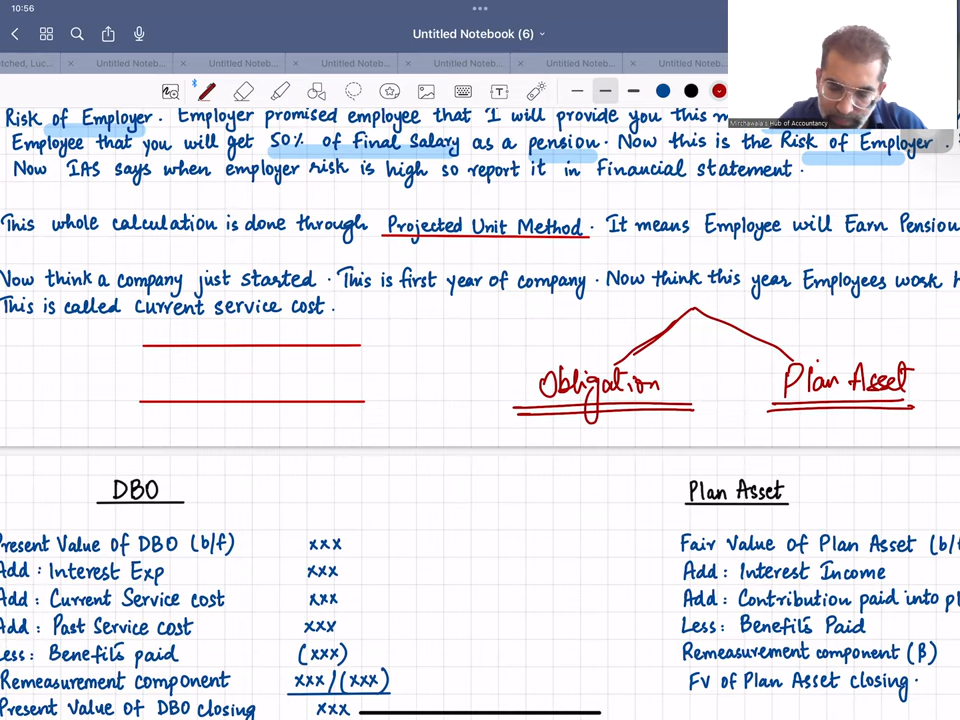 10:56
Untitled Notebook (6)
tched, Luc...
Untitled Noteb...
Untitled Noteb...
Untitled Noteb...
Untitled Noteb...
Untitled Noteb...
Untitled Noteb...
Mirchawala's Hub of Accountancy
Risk of Employer. Employer promised employee that I will provide you this m
Employee that you will get 50% of Final Salary as a pension. Now this is the Risk of Employer.
Now IAS says when employer risk is high so report it in Financial statement.
This whole calculation is done through Projected Unit Method. It means Employee will Earn Pension
Now think a company just started. This is first year of company. Now think this year Employees work h
This is called current service cost.
Obligation
Plan Asset
DBO
Present Value of DBO (b/f) xxx
Add: Interest Exp xxx
Add: Current Service cost xxx
Add: Past Service cost xxx
Less: Benefits paid (xxx)
Remeasurement component xxx/(xxx)
Present Value of DBO closing xxx
Plan Asset
Fair Value of Plan Asset (b/f
Add: Interest Income
Add: Contribution paid into pl
Less: Benefits Paid
Remeasurement component (β)
FV of Plan Asset closing.